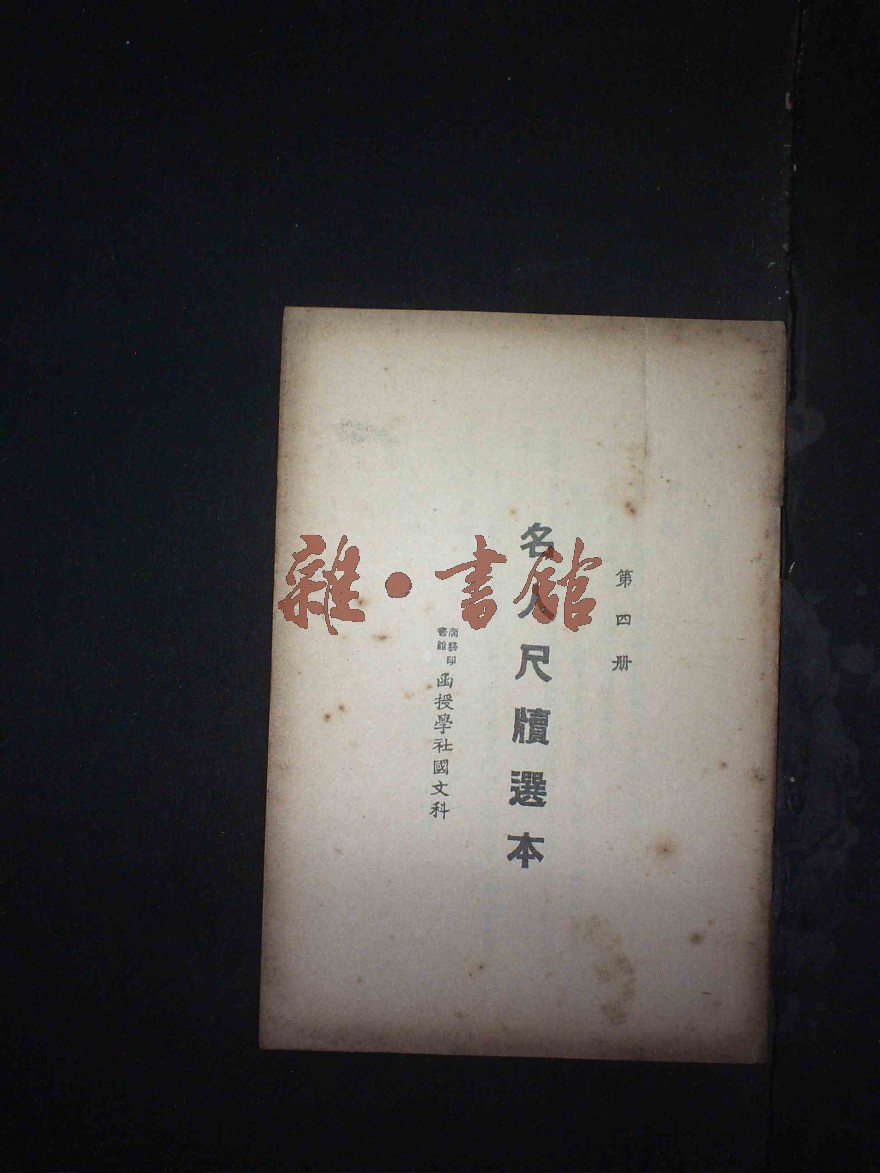 第四册
名人尺牘選本
商務印書館
函授學社國文科
雜·書館